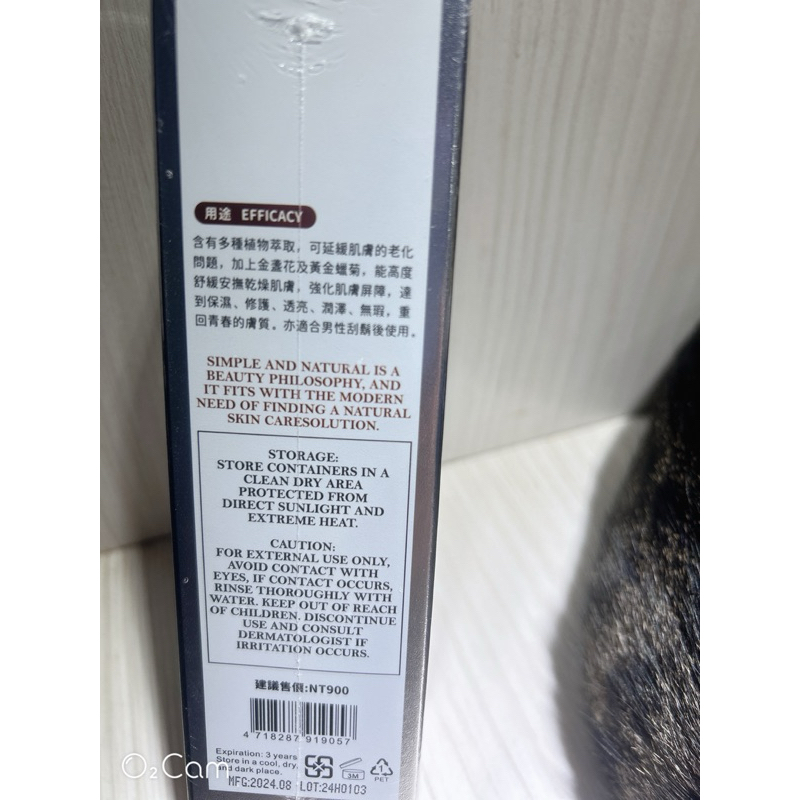 用途 EFFICACY
含有多種植物萃取，可延緩肌膚的老化
問題，加上金盞花及黃金蠟菊，能高度
舒緩安撫乾燥肌膚，強化肌膚屏障，達
到保濕、修護、透亮、潤澤、無瑕，重
回青春的膚質。亦適合男性刮鬍後使用。
SIMPLE AND NATURAL IS A
BEAUTY PHILOSOPHY, AND
IT FITS WITH THE MODERN
NEED OF FINDING A NATURAL
SKIN CARESOLUTION.
STORAGE:
STORE CONTAINERS IN A
CLEAN DRY AREA
PROTECTED FROM
DIRECT SUNLIGHT AND
EXTREME HEAT.
CAUTION:
FOR EXTERNAL USE ONLY,
AVOID CONTACT WITH
EYES, IF CONTACT OCCURS,
RINSE THOROUGHLY WITH
WATER. KEEP OUT OF REACH
OF CHILDREN. DISCONTINUE
USE AND CONSULT
DERMATOLOGIST IF
IRRITATION OCCURS.
建議售價:NT900
4 718287 919057
Expiration: 3 years
Store in a cool, dry,
and dark place.
3M
1
PET
MFG:2024.08 LOT:24H0103
O2Cam